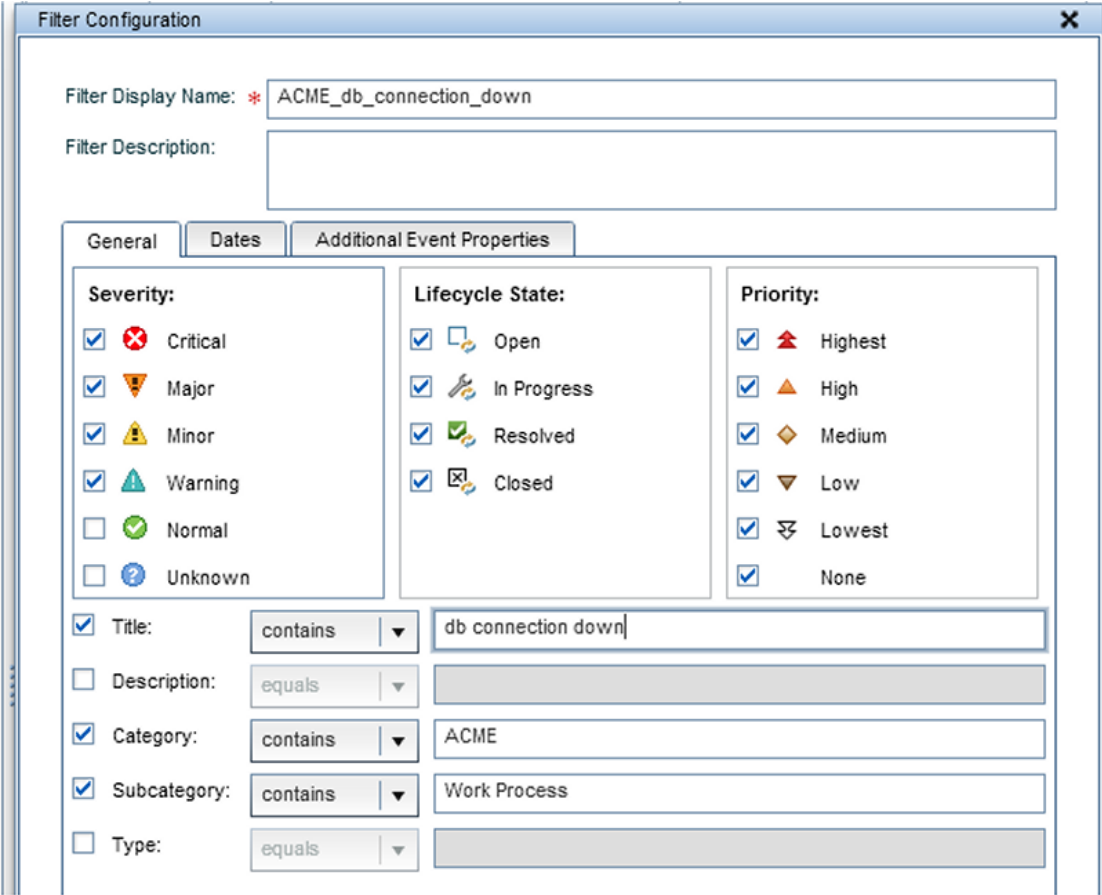 Filter Configuration
Filter Display Name: * ACME_db_connection_down
Filter Description:
General Dates Additional Event Properties
Severity: Lifecycle State: Priority:
Critical Open Highest
Major In Progress High
Minor Resolved Medium
Warning Closed Low
Normal Lowest
Unknown None
Title: contains db connection down
Description: equals
Category: contains ACME
Subcategory: contains Work Process
Type: equals